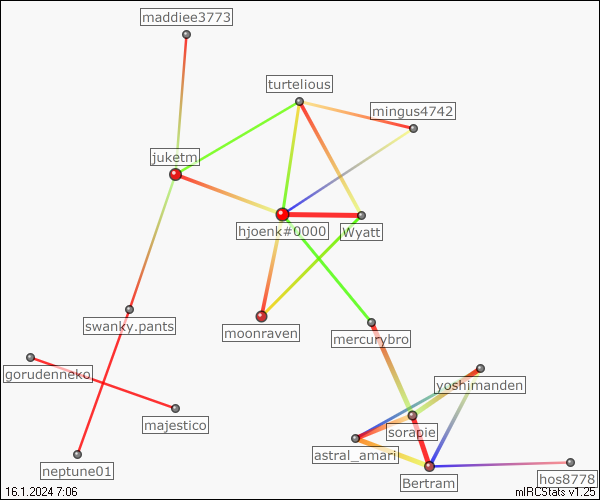 maddiee3773
turtelious
mingus4742
juketm
hjoenk#0000
Wyatt
swanky.pants
moonraven
mercurybro
gorudenneko
yoshimanden
majestico
sorapie
astral_amari
neptune01
Bertram
hos8778
16.1.2024 7:06
mIRCStats v1.25